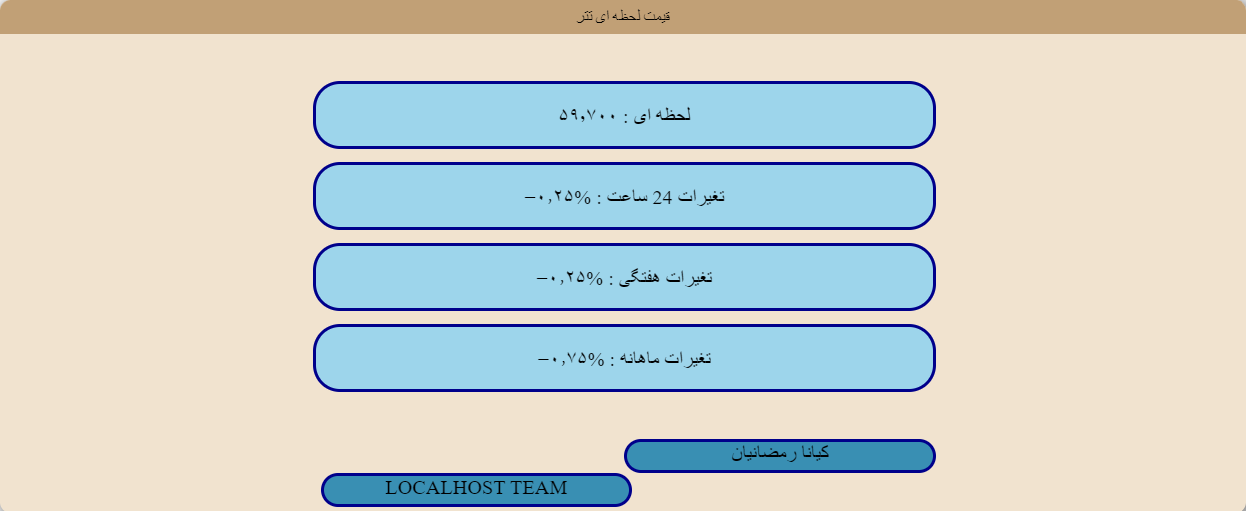 قیمت لحظه ای تتر
لحظه ای : ۵۹,۷۰۰
تغیرات 24 ساعت : %۰,۲۵−
تغیرات هفتگی : %۰,۲۵−
تغیرات ماهانه : %۰,۷۵−
کیانا رمضانیان
LOCALHOST TEAM